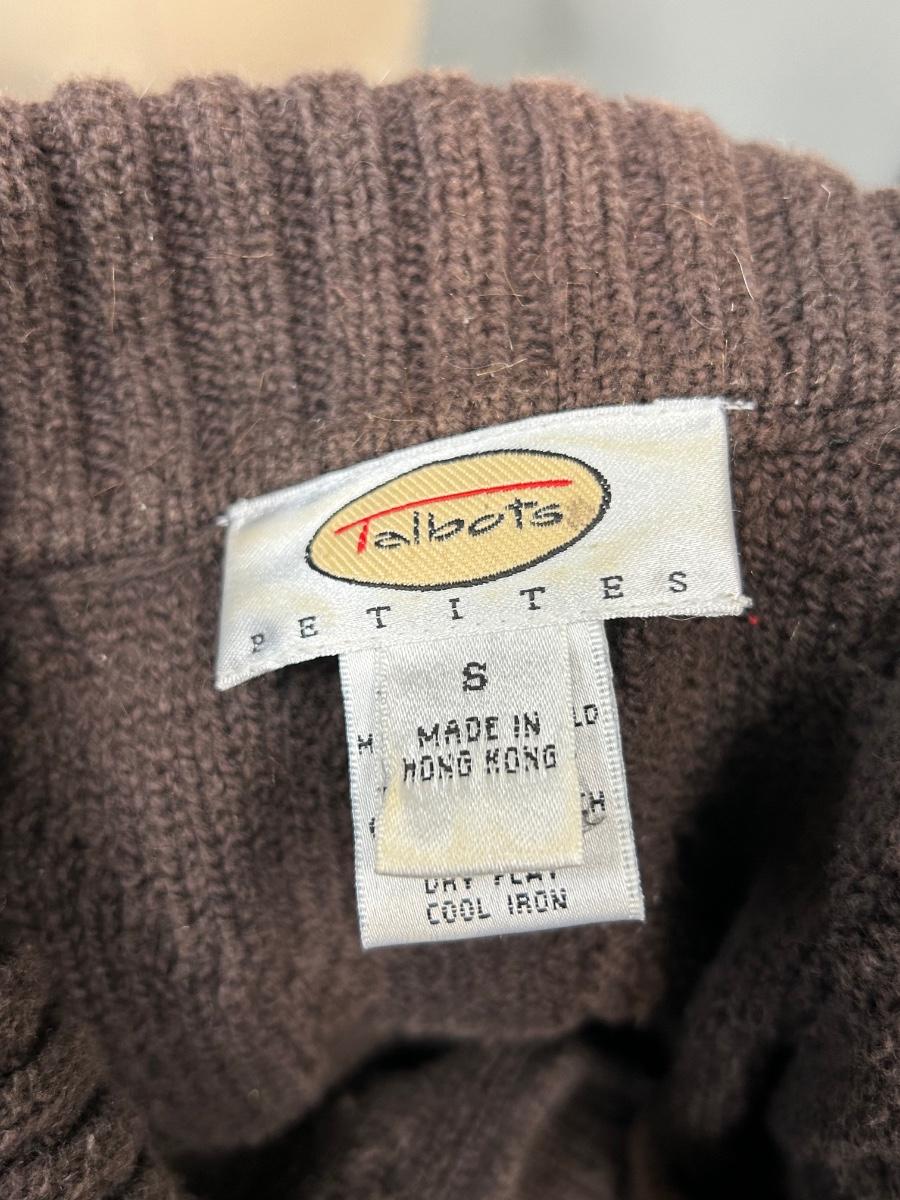 Talbots
PETITES
S
MADE IN
HONG KONG
DRY FLAT
COOL IRON